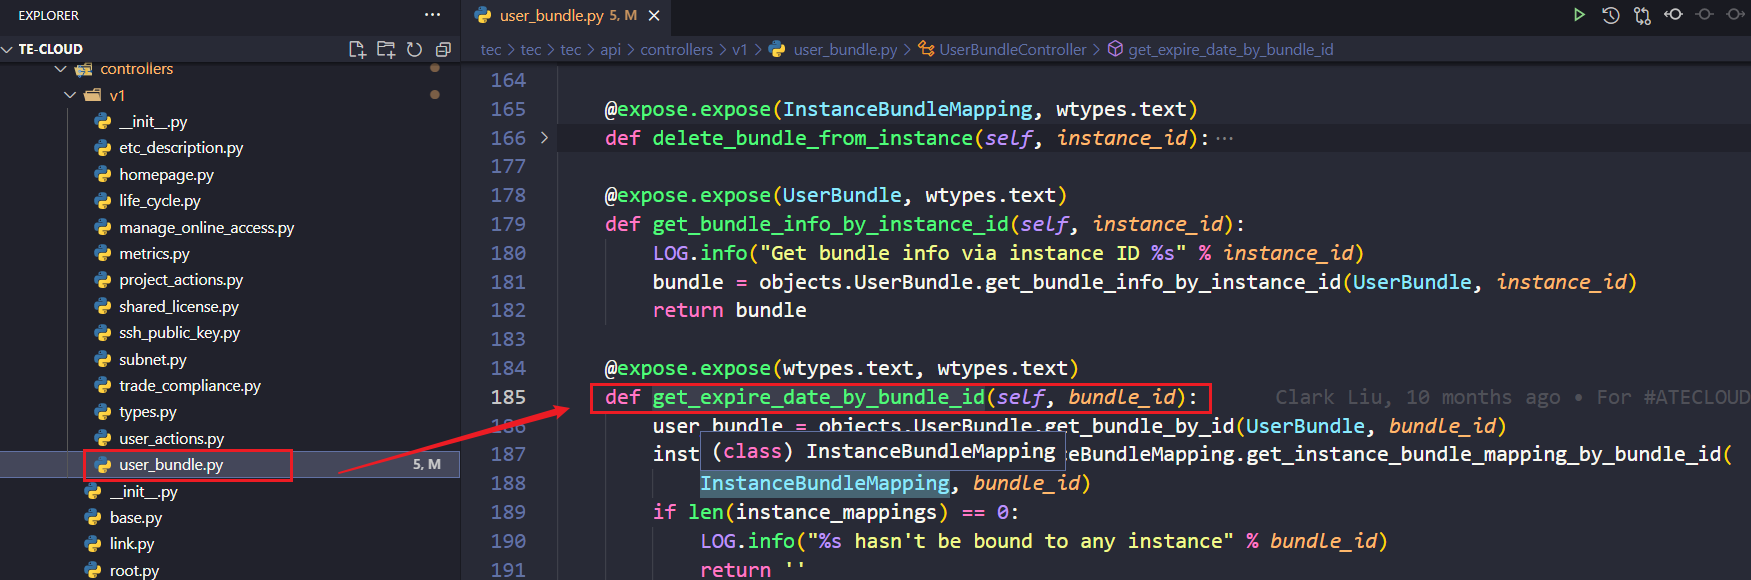 EXPLORER
TE-CLOUD
controllers
v1
__init__.py
etc_description.py
homepage.py
life_cycle.py
manage_online_access.py
metrics.py
project_actions.py
shared_license.py
ssh_public_key.py
subnet.py
trade_compliance.py
types.py
user_actions.py
user_bundle.py 5, M
__init__.py
base.py
link.py
root.py
user_bundle.py 5, M
tec > tec > tec > api > controllers > v1 > user_bundle.py > UserBundleController > get_expire_date_by_bundle_id
164
165 @expose.expose(InstanceBundleMapping, wtypes.text)
166 def delete_bundle_from_instance(self, instance_id):···
177
178 @expose.expose(UserBundle, wtypes.text)
179 def get_bundle_info_by_instance_id(self, instance_id):
180 LOG.info("Get bundle info via instance ID %s" % instance_id)
181 bundle = objects.UserBundle.get_bundle_info_by_instance_id(UserBundle, instance_id)
182 return bundle
183
184 @expose.expose(wtypes.text, wtypes.text)
185 def get_expire_date_by_bundle_id(self, bundle_id): Clark Liu, 10 months ago • For #ATECLOUD
186 user_bundle = objects.UserBundle.get_bundle_by_id(UserBundle, bundle_id)
(class) InstanceBundleMapping
187 inst eBundleMapping.get_instance_bundle_mapping_by_bundle_id(
188 InstanceBundleMapping, bundle_id)
189 if len(instance_mappings) == 0:
190 LOG.info("%s hasn't be bound to any instance" % bundle_id)
191 return ''